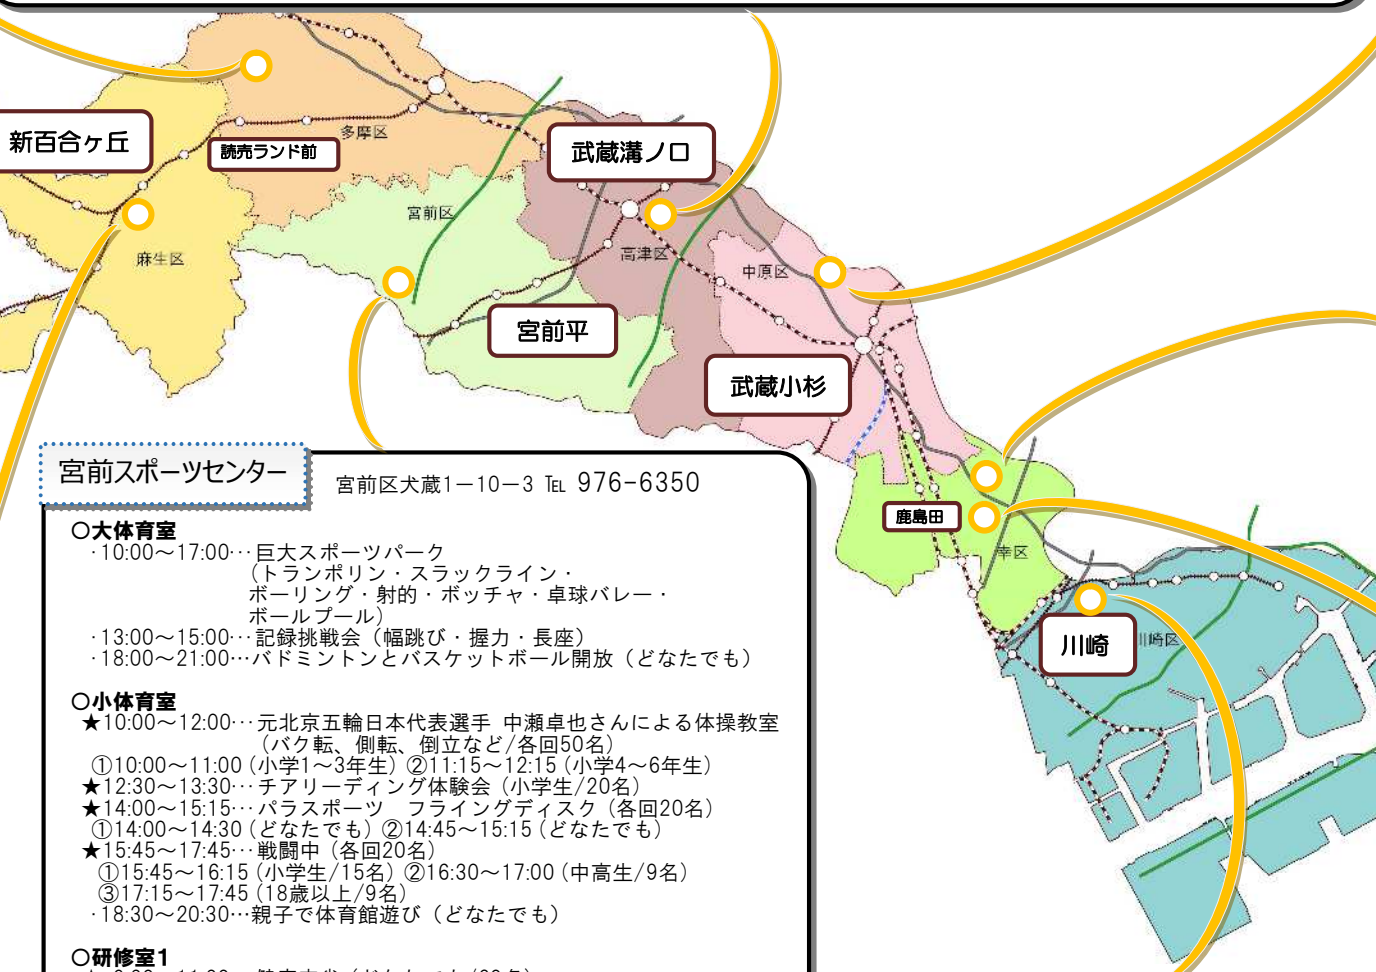 新百合ヶ丘
読売ランド前
多摩区
武蔵溝ノ口
宮前区
麻生区
高津区
中原区
宮前平
武蔵小杉
鹿島田
幸区
川崎
川崎区
宮前スポーツセンター
宮前区犬蔵1－10－3 ℡ 976-6350
○大体育室
・10:00～17:00…巨大スポーツパーク
（トランポリン・スラックライン・
ボーリング・射的・ボッチャ・卓球バレー・
ボールプール）
・13:00～15:00…記録挑戦会（幅跳び・握力・長座）
・18:00～21:00…バドミントンとバスケットボール開放（どなたでも）
○小体育室
★10:00～12:00…元北京五輪日本代表選手 中瀬卓也さんによる体操教室
（バク転、側転、倒立など/各回50名）
①10:00～11:00（小学1～3年生）②11:15～12:15（小学4～6年生）
★12:30～13:30…チアリーディング体験会（小学生/20名）
★14:00～15:15…パラスポーツ　フライングディスク（各回20名）
①14:00～14:30（どなたでも）②14:45～15:15（どなたでも）
★15:45～17:45…戦闘中（各回20名）
①15:45～16:15（小学生/15名）②16:30～17:00（中高生/9名）
③17:15～17:45（18歳以上/9名）
・18:30～20:30…親子で体育館遊び（どなたでも）
○研修室1